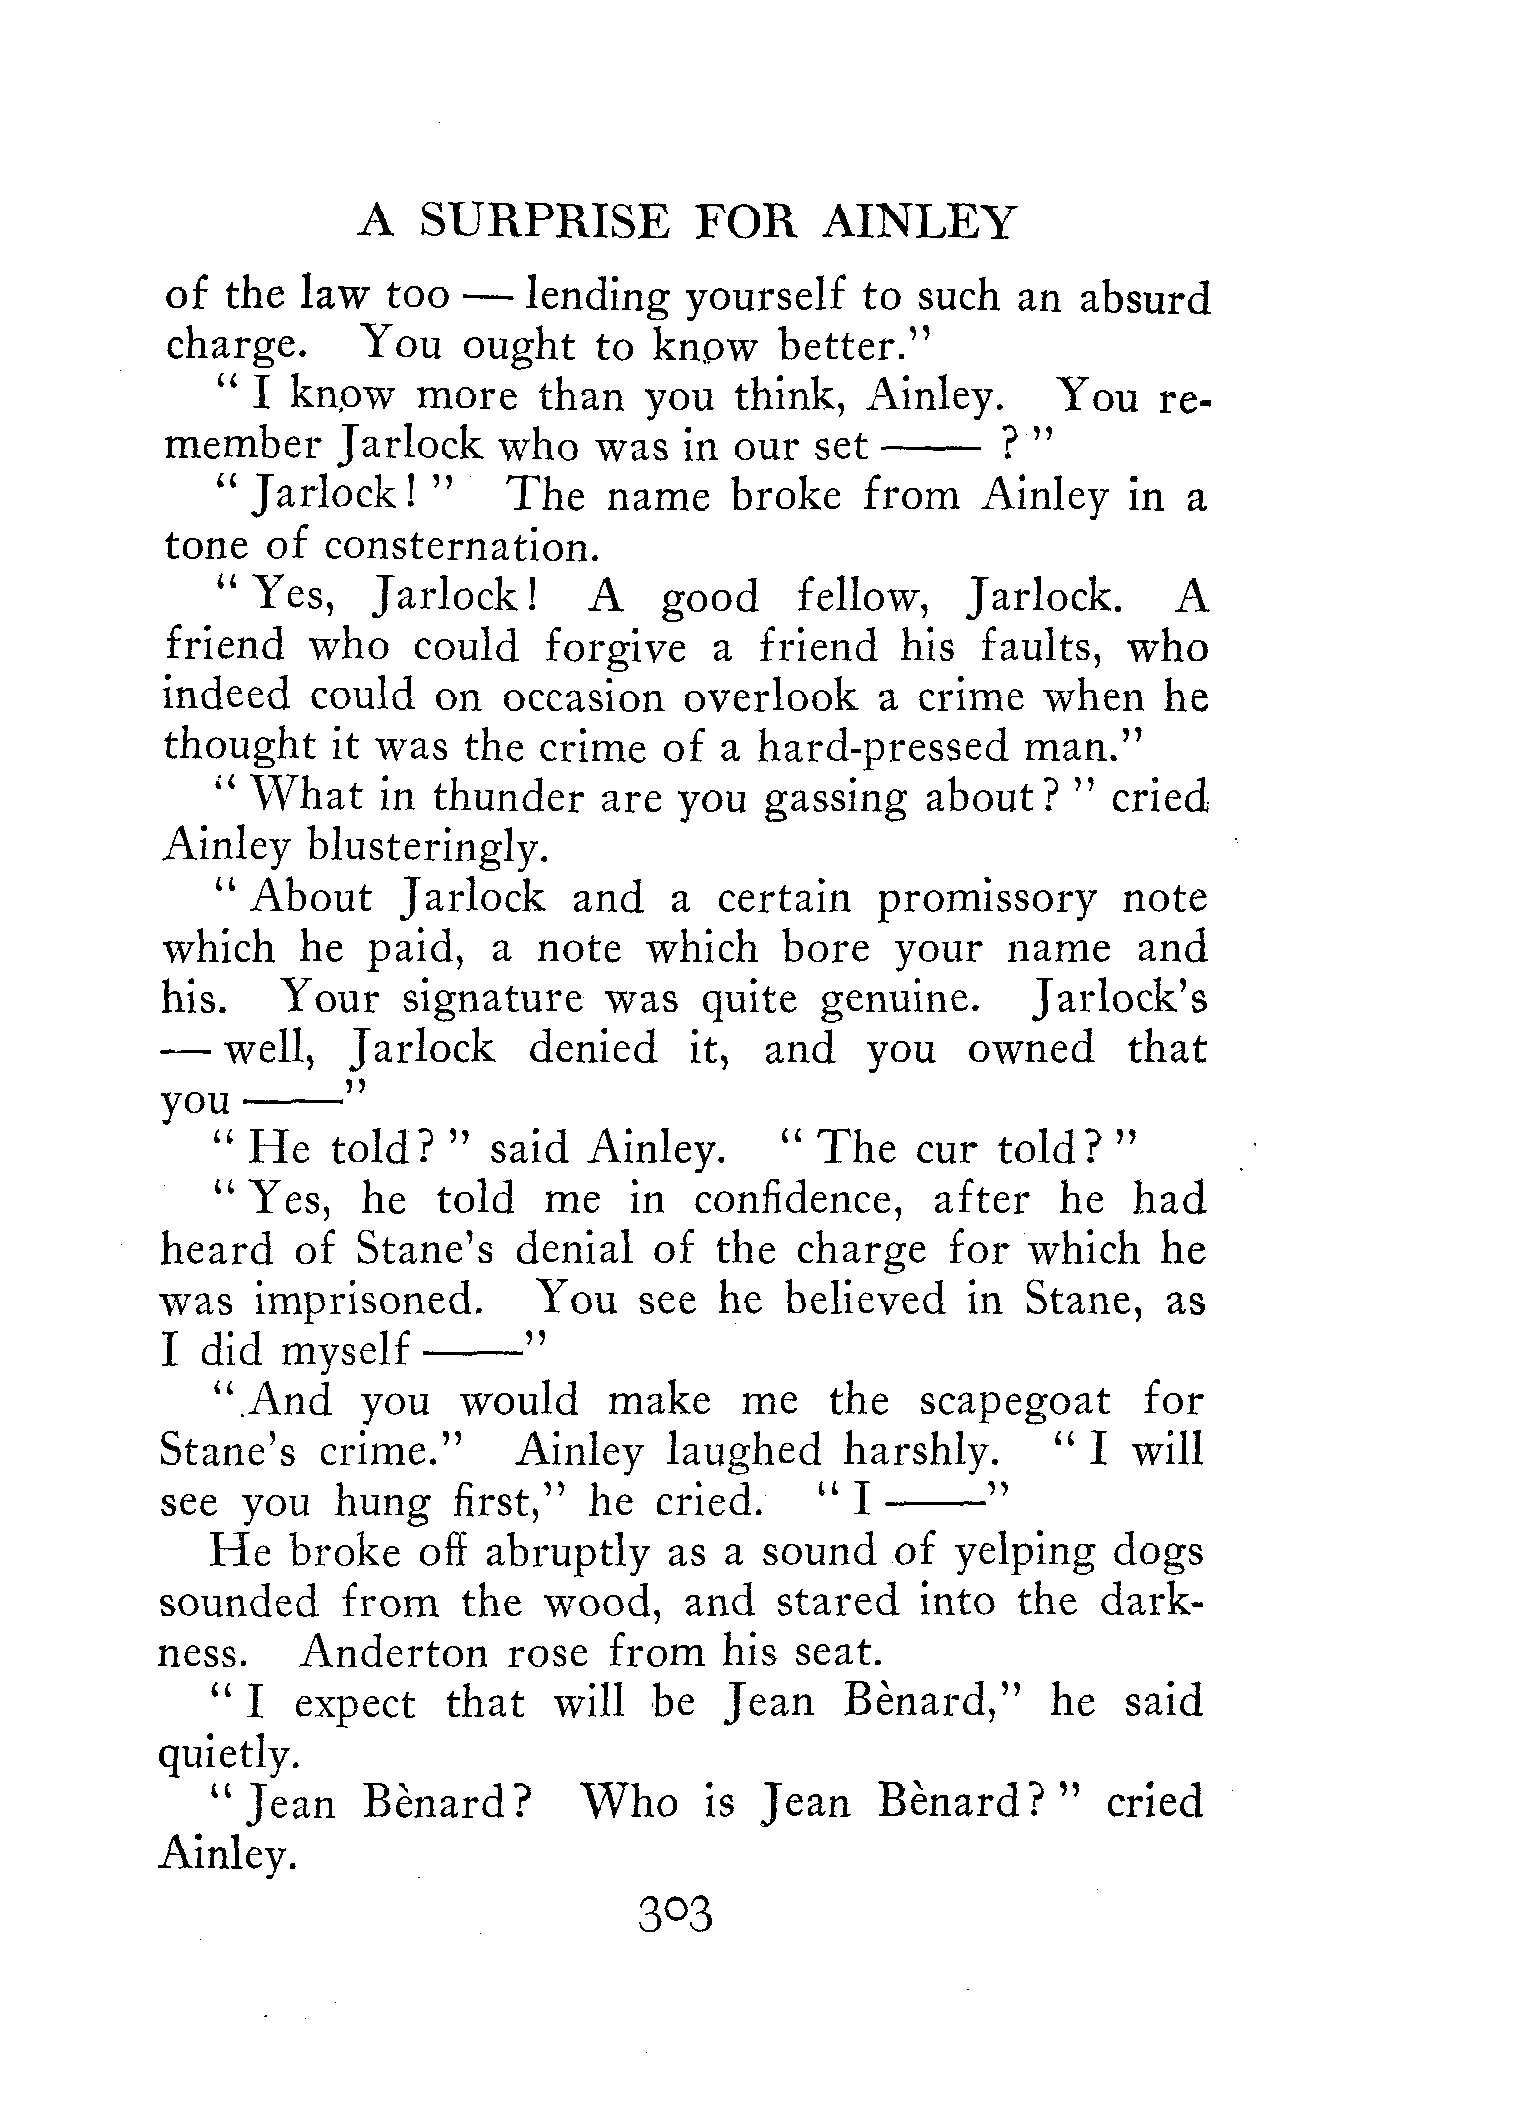 A SURPRISE FOR AINLEY
of the law too — lending yourself to such an absurd
charge. You ought to know better."
" I know more than you think, Ainley. You re-
member Jarlock who was in our set —— ? "
" Jarlock! " The name broke from Ainley in a
tone of consternation.
" Yes, Jarlock! A good fellow, Jarlock. A
friend who could forgive a friend his faults, who
indeed could on occasion overlook a crime when he
thought it was the crime of a hard-pressed man."
" What in thunder are you gassing about? " cried
Ainley blusteringly.
" About Jarlock and a certain promissory note
which he paid, a note which bore your name and
his. Your signature was quite genuine. Jarlock's
— well, Jarlock denied it, and you owned that
you ——"
" He told? " said Ainley. " The cur told? "
" Yes, he told me in confidence, after he had
heard of Stane's denial of the charge for which he
was imprisoned. You see he believed in Stane, as
I did myself ——"
" And you would make me the scapegoat for
Stane's crime." Ainley laughed harshly. " I will
see you hung first," he cried. " I ——"
He broke off abruptly as a sound of yelping dogs
sounded from the wood, and stared into the dark-
ness. Anderton rose from his seat.
" I expect that will be Jean Bènard," he said
quietly.
" Jean Bènard? Who is Jean Bènard? " cried
Ainley.
303